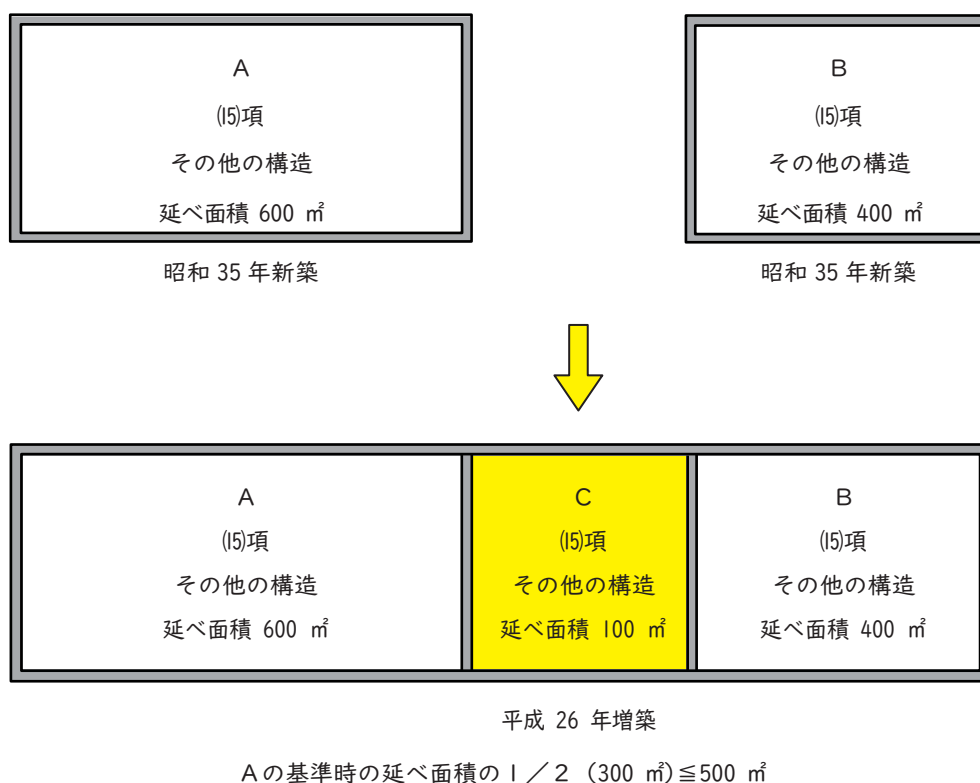 A
⒂項
その他の構造
延べ面積 600 ㎡
昭和 35 年新築
B
⒂項
その他の構造
延べ面積 400 ㎡
昭和 35 年新築
A
⒂項
その他の構造
延べ面積 600 ㎡
C
⒂項
その他の構造
延べ面積 100 ㎡
B
⒂項
その他の構造
延べ面積 400 ㎡
平成 26 年増築
Aの基準時の延べ面積の1/2(300 ㎡)≦500 ㎡